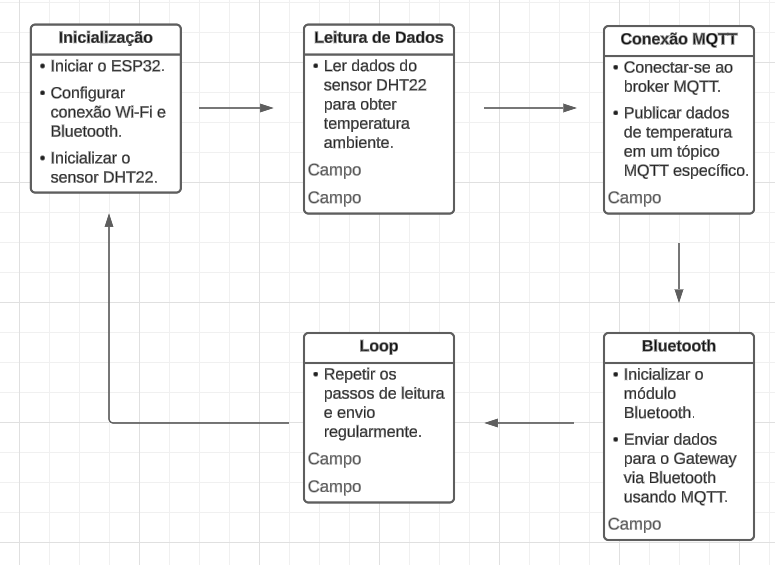 Inicialização
• Iniciar o ESP32.
• Configurar
conexão Wi-Fi e
Bluetooth.
• Inicializar o
sensor DHT22.
Leitura de Dados
• Ler dados do
sensor DHT22
para obter
temperatura
ambiente.
Campo
Campo
Conexão MQTT
• Conectar-se ao
broker MQTT.
• Publicar dados
de temperatura
em um tópico
MQTT específico.
Campo
Bluetooth
• Inicializar o
módulo
Bluetooth.
• Enviar dados
para o Gateway
via Bluetooth
usando MQTT.
Campo
Loop
• Repetir os
passos de leitura
e envio
regularmente.
Campo
Campo